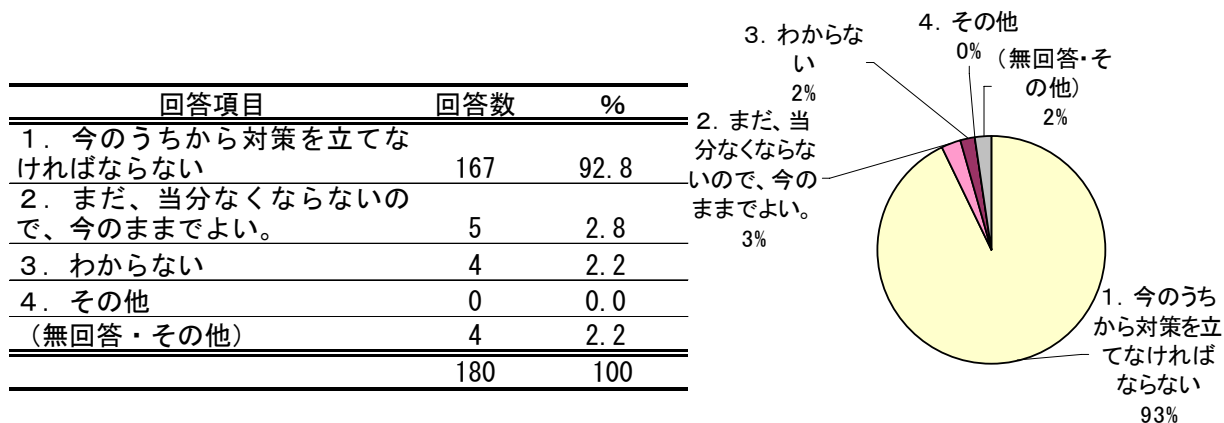 回答項目 回答数 %
1. 今のうちから対策を立てな
ければならない 167 92.8
2. まだ、当分なくならないの
で、今のままでよい。 5 2.8
3. わからない 4 2.2
4. その他 0 0.0
(無回答・その他) 4 2.2
180 100
3. わからな
い
2%
4. その他
0%
(無回答・そ
の他)
2%
2. まだ、当
分なくならな
いので、今の
ままでよい。
3%
1. 今のうち
から対策を立
てなければ
ならない
93%